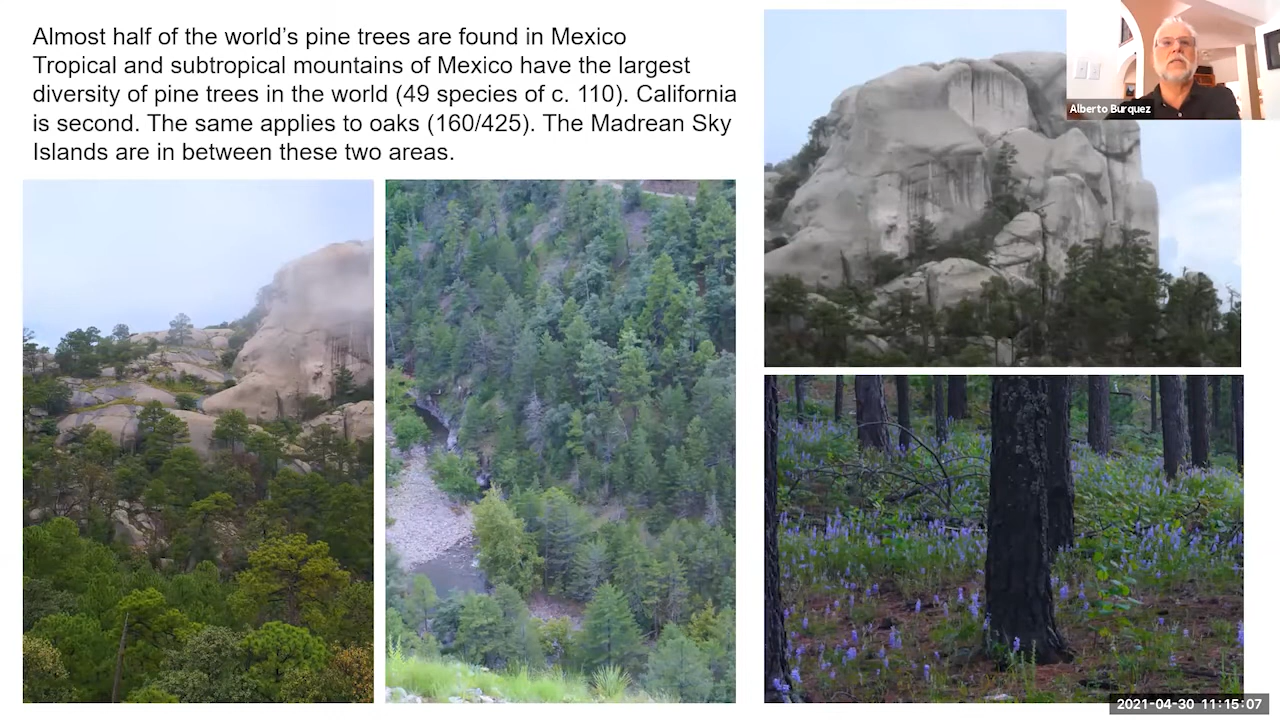 Almost half of the world's pine trees are found in Mexico
Tropical and subtropical mountains of Mexico have the largest
diversity of pine trees in the world (49 species of c. 110). California
is second. The same applies to oaks (160/425). The Madrean Sky
Islands are in between these two areas.
Alberto Burquez
2021-04-30 11:15:07